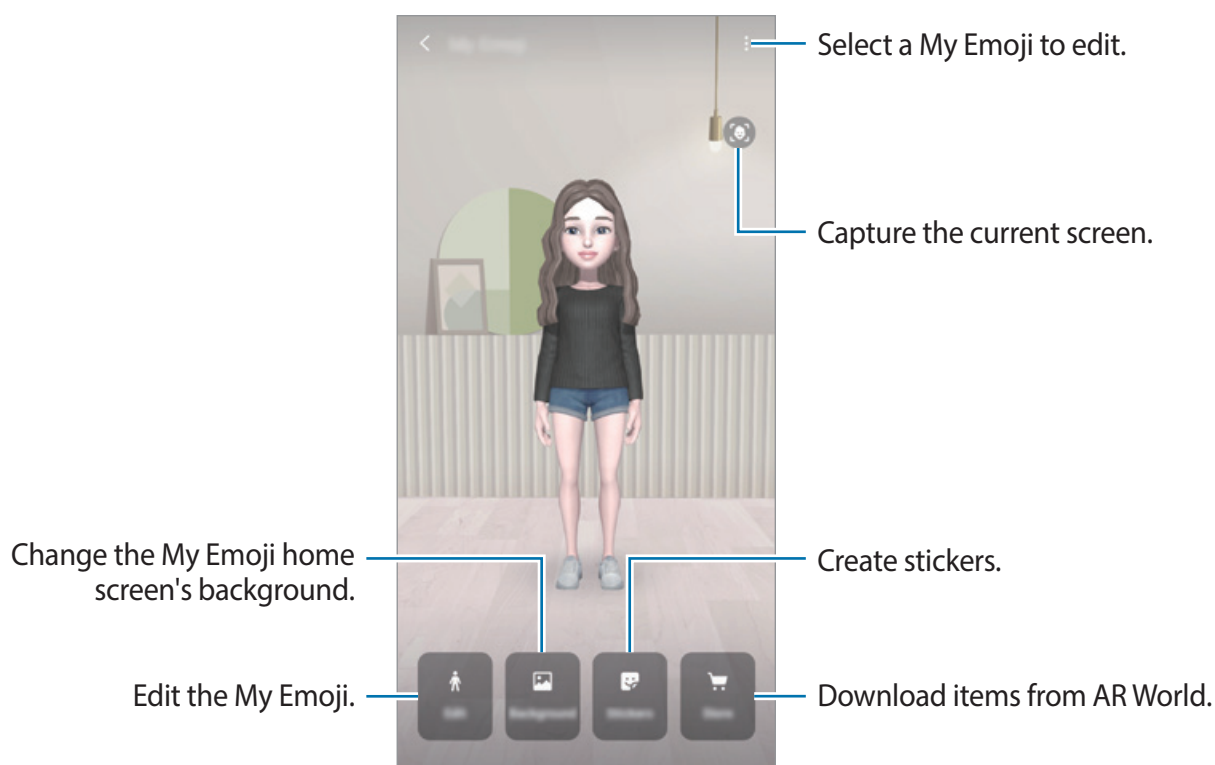 Select a My Emoji to edit.
Capture the current screen.
Change the My Emoji home
screen's background.
Create stickers.
Edit the My Emoji.
Download items from AR World.